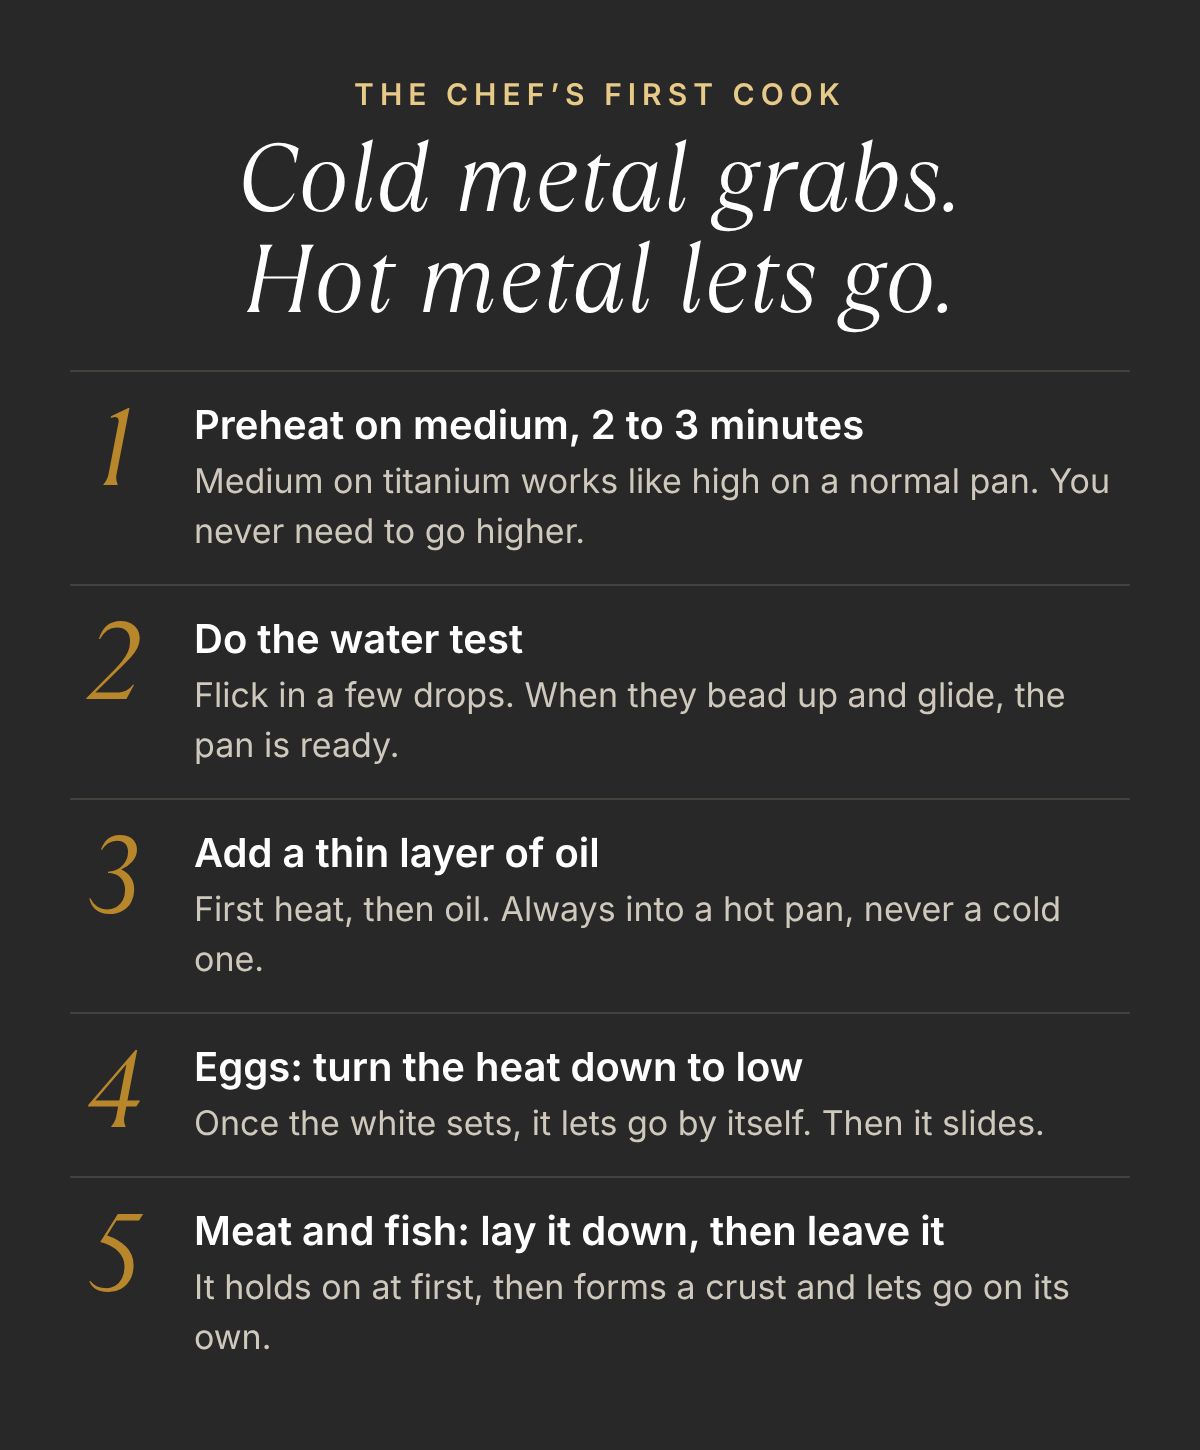 THE CHEF’S FIRST COOK
Cold metal grabs.
Hot metal lets go.
1
Preheat on medium, 2 to 3 minutes
Medium on titanium works like high on a normal pan. You
never need to go higher.
2
Do the water test
Flick in a few drops. When they bead up and glide, the
pan is ready.
3
Add a thin layer of oil
First heat, then oil. Always into a hot pan, never a cold
one.
4
Eggs: turn the heat down to low
Once the white sets, it lets go by itself. Then it slides.
5
Meat and fish: lay it down, then leave it
It holds on at first, then forms a crust and lets go on its
own.